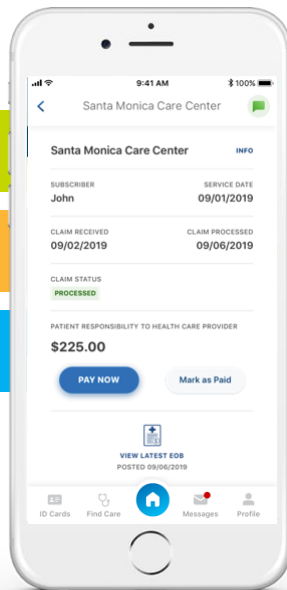 9:41 AM
100%
Santa Monica Care Center
Santa Monica Care Center INFO
SUBSCRIBER SERVICE DATE
John 09/01/2019
CLAIM RECEIVED CLAIM PROCESSED
09/02/2019 09/06/2019
CLAIM STATUS
PROCESSED
PATIENT RESPONSIBILITY TO HEALTH CARE PROVIDER
$225.00
PAY NOW Mark as Paid
VIEW LATEST EOB
POSTED 09/06/2019
ID Cards Find Care Messages Profile